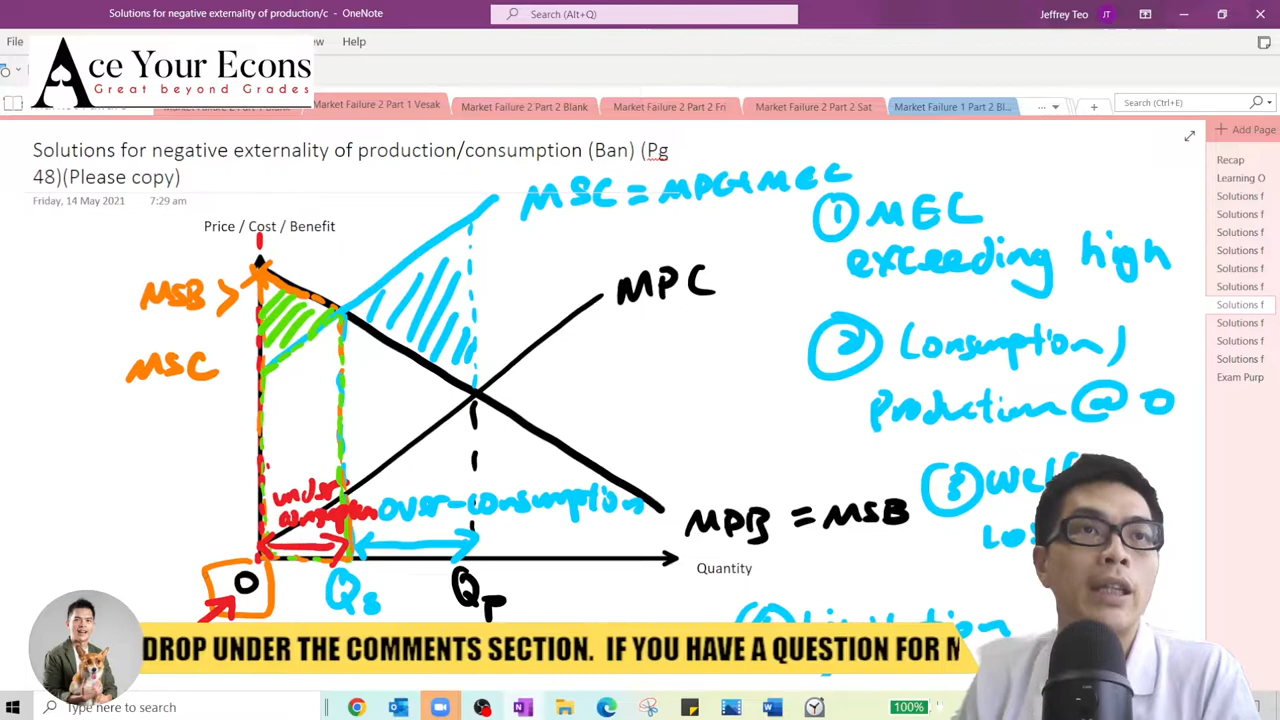 Solutions for negative externality of production/c - OneNote
Search (Alt+Q)
Jeffrey Teo
JT
File
Help
Ace Your Econs
Great beyond Grades
Market Failure 2 Part 1 Vesak
Market Failure 2 Part 2 Blank
Market Failure 2 Part 2 Fri
Market Failure 2 Part 2 Sat
Market Failure 1 Part 2 Bl...
Search (Ctrl+E)
Solutions for negative externality of production/consumption (Ban) (Pg
48)(Please copy)
Friday, 14 May 2021
7:29 am
Add Page
Recap
Learning O
Solutions f
Solutions f
Solutions f
Solutions f
Solutions f
Solutions f
Solutions f
Solutions f
Solutions f
Solutions f
Exam Purp
Price / Cost / Benefit
MSC = MPC+MEC
① MEC
exceeding high
MSB >
MSC
MPC
② Consumption/
production @ 0
③
under
consumption
over-consumption
MPB = MSB
Quantity
0
Qs
Qp
DROP UNDER THE COMMENTS SECTION. IF YOU HAVE A QUESTION FOR
Type here to search
100%